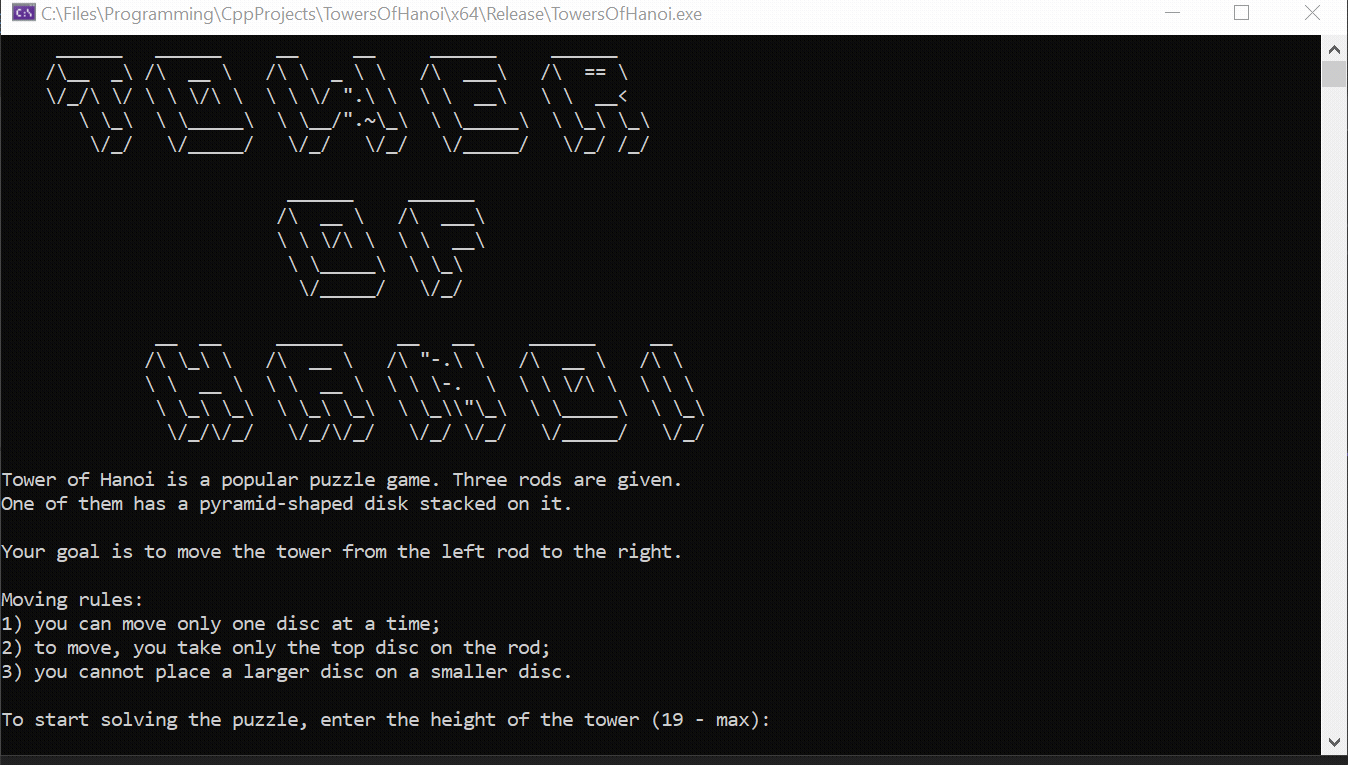 C:\Files\Programming\CppProjects\TowersOfHanoi\x64\Release\TowersOfHanoi.exe
TOWER
OF
HANOI
Tower of Hanoi is a popular puzzle game. Three rods are given.
One of them has a pyramid-shaped disk stacked on it.
Your goal is to move the tower from the left rod to the right.
Moving rules:
1) you can move only one disc at a time;
2) to move, you take only the top disc on the rod;
3) you cannot place a larger disc on a smaller disc.
To start solving the puzzle, enter the height of the tower (19 - max):